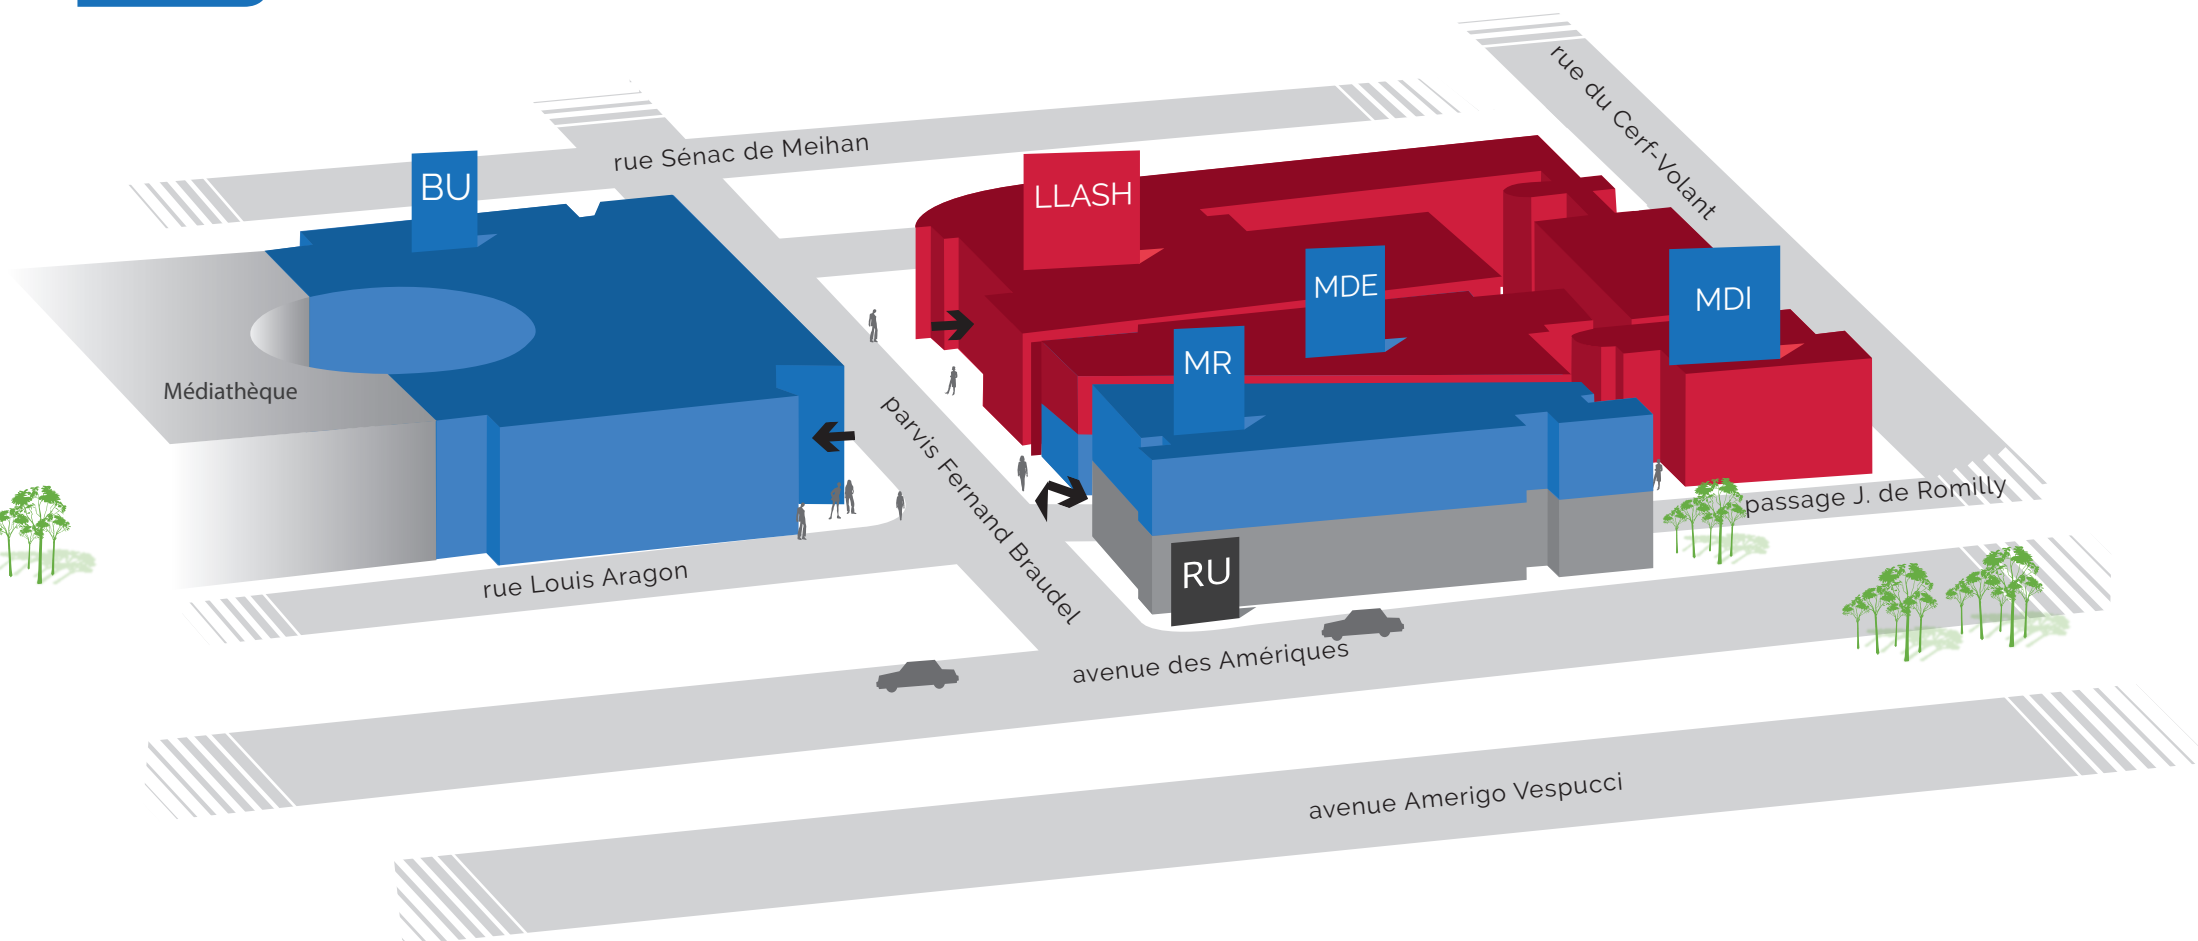 rue du Cerf-Volant
rue Sénac de Meihan
BU
LLASH
MDE
MDI
MR
Médiathèque
parvis Fernand Braudel
passage J. de Romilly
RU
rue Louis Aragon
avenue des Amériques
avenue Amerigo Vespucci